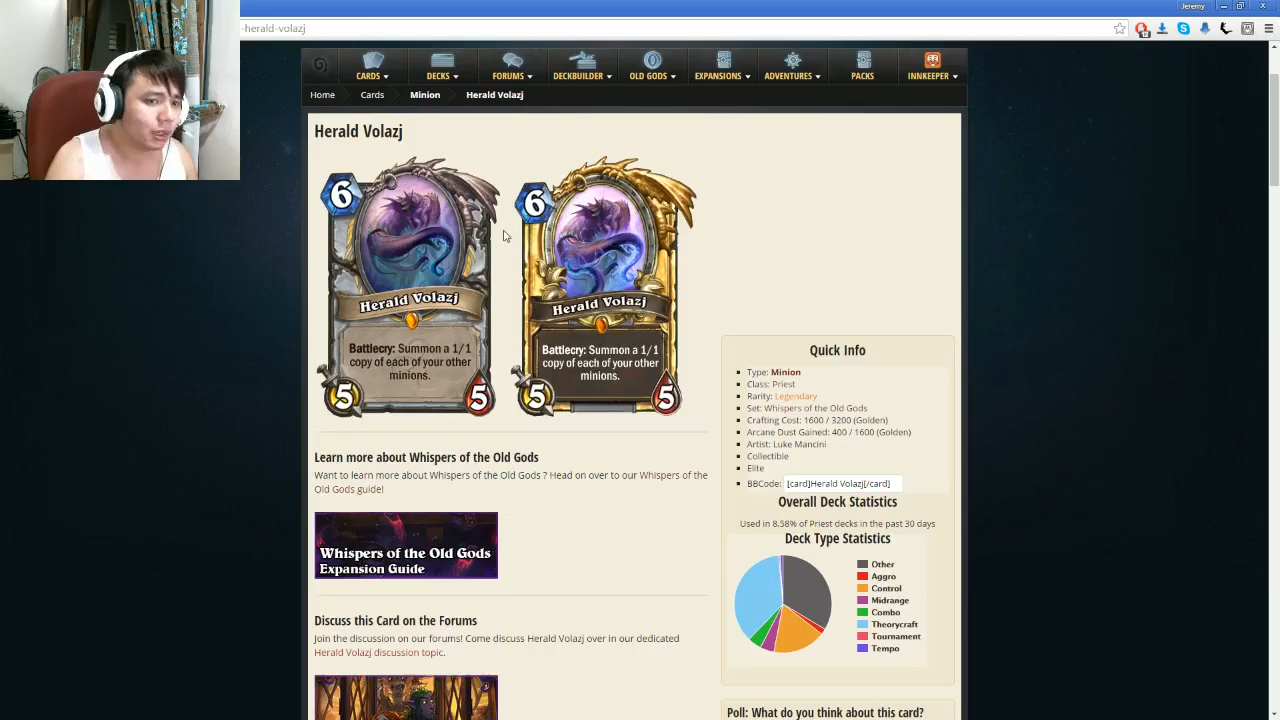 Jeremy
-herald-volazj
12
CARDS DECKS FORUMS DECKBUILDER OLD GODS EXPANSIONS ADVENTURES PACKS INNKEEPER
Home Cards Minion Herald Volazj
Herald Volazj
6
Herald Volazj
Battlecry: Summon a 1/1
copy of each of your other
minions.
5 5
6
Herald Volazj
Battlecry: Summon a 1/1
copy of each of your other
minions.
5 5
Learn more about Whispers of the Old Gods
Want to learn more about Whispers of the Old Gods ? Head on over to our Whispers of the
Old Gods guide!
Whispers of the Old Gods
Expansion Guide
Discuss this Card on the Forums
Join the discussion on our forums! Come discuss Herald Volazj over in our dedicated
Herald Volazj discussion topic.
Quick Info
Type: Minion
Class: Priest
Rarity: Legendary
Set: Whispers of the Old Gods
Crafting Cost: 1600 / 3200 (Golden)
Arcane Dust Gained: 400 / 1600 (Golden)
Artist: Luke Mancini
Collectible
Elite
BBCode: [card]Herald Volazj[/card]
Overall Deck Statistics
Used in 8.58% of Priest decks in the past 30 days
Deck Type Statistics
Other
Aggro
Control
Midrange
Combo
Theorycraft
Tournament
Tempo
Poll: What do you think about this card?